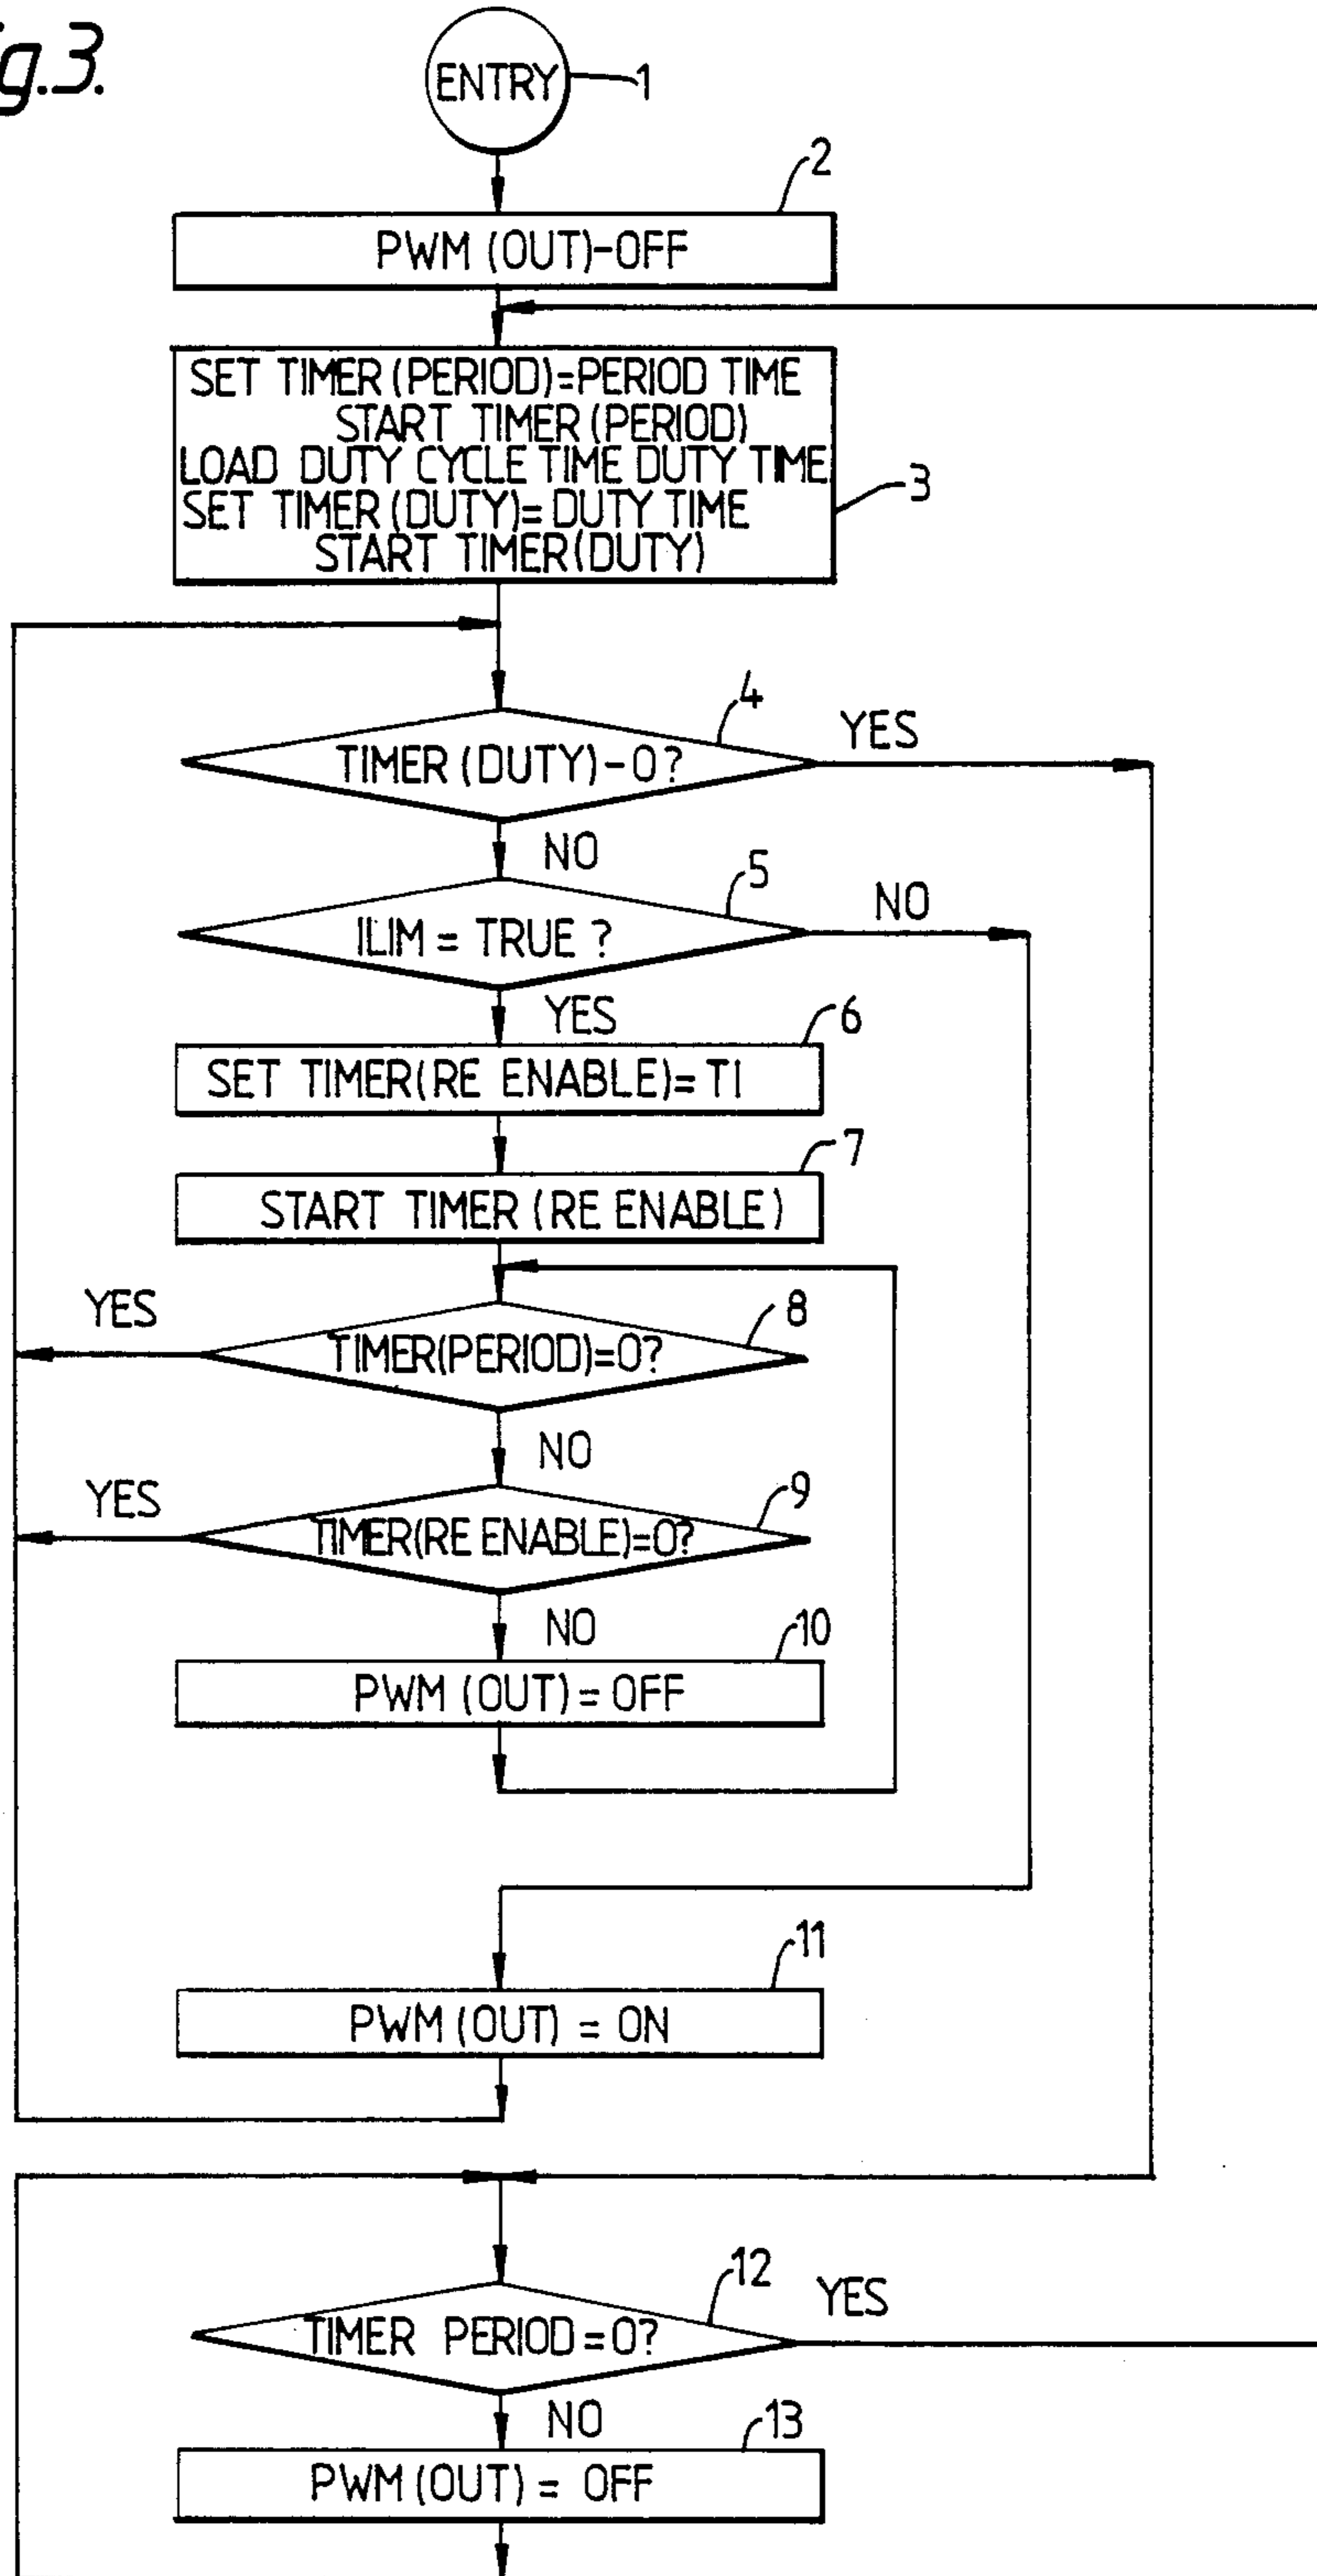 ig.3.
ENTRY
1
2
PWM (OUT)-OFF
SET TIMER (PERIOD)=PERIOD TIME
START TIMER (PERIOD)
LOAD DUTY CYCLE TIME DUTY TIME
SET TIMER (DUTY)= DUTY TIME
START TIMER(DUTY)
3
4
YES
TIMER (DUTY)-0?
NO
5
NO
ILIM = TRUE ?
YES
6
SET TIMER(RE ENABLE)= T1
7
START TIMER (RE ENABLE)
YES
8
TIMER(PERIOD)=0?
NO
YES
9
TIMER(RE ENABLE)=0?
NO
10
PWM (OUT) = OFF
11
PWM (OUT) = ON
12
YES
TIMER PERIOD=0?
NO
13
PWM (OUT) = OFF